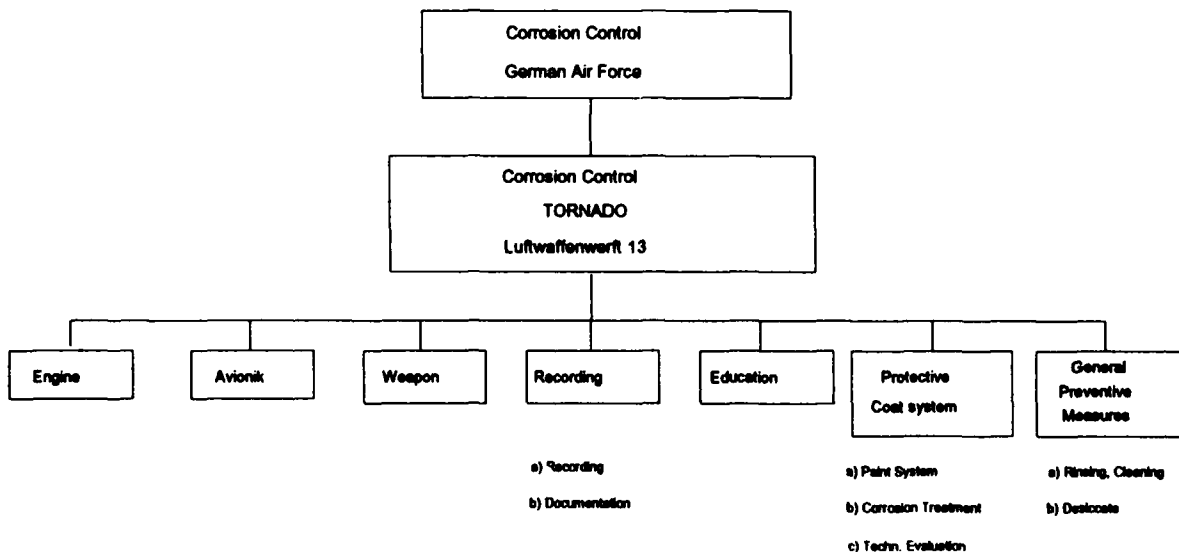 Corrosion Control
German Air Force
Corrosion Control
TORNADO
Luftwaffenwerft 13
Engine
Avionik
Weapon
Recording
Education
Protective
Coat system
General
Preventive
Measures
a) Recording
b) Documentation
a) Paint System
b) Corrosion Treatment
c) Techn. Evaluation
a) Rinsing, Cleaning
b) Desiccate